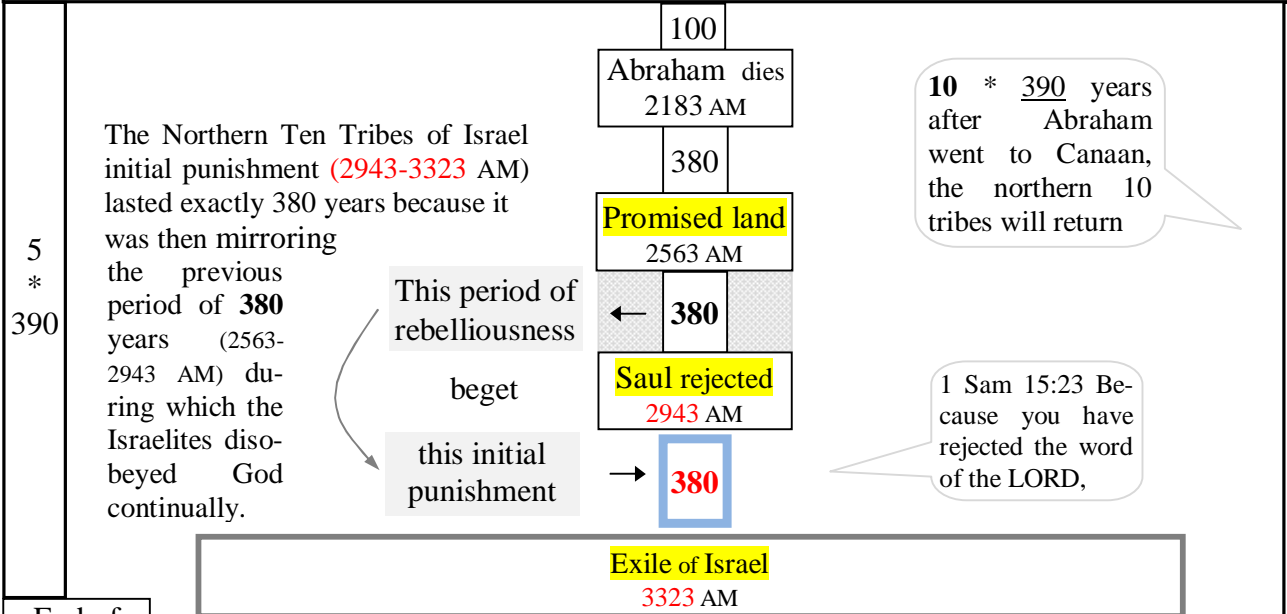 100
Abraham dies
2183 AM
380
Promised land
2563 AM
380
Saul rejected
2943 AM
380
Exile of Israel
3323 AM
5
*
390
The Northern Ten Tribes of Israel
initial punishment (2943-3323 AM)
lasted exactly 380 years because it
was then mirroring
the previous
period of 380
years (2563-
2943 AM) du-
ring which the
Israelites diso-
beyed God
continually.
This period of
rebelliousness
beget
this initial
punishment
10 * 390 years
after Abraham
went to Canaan,
the northern 10
tribes will return
1 Sam 15:23 Be-
cause you have
rejected the word
of the LORD,